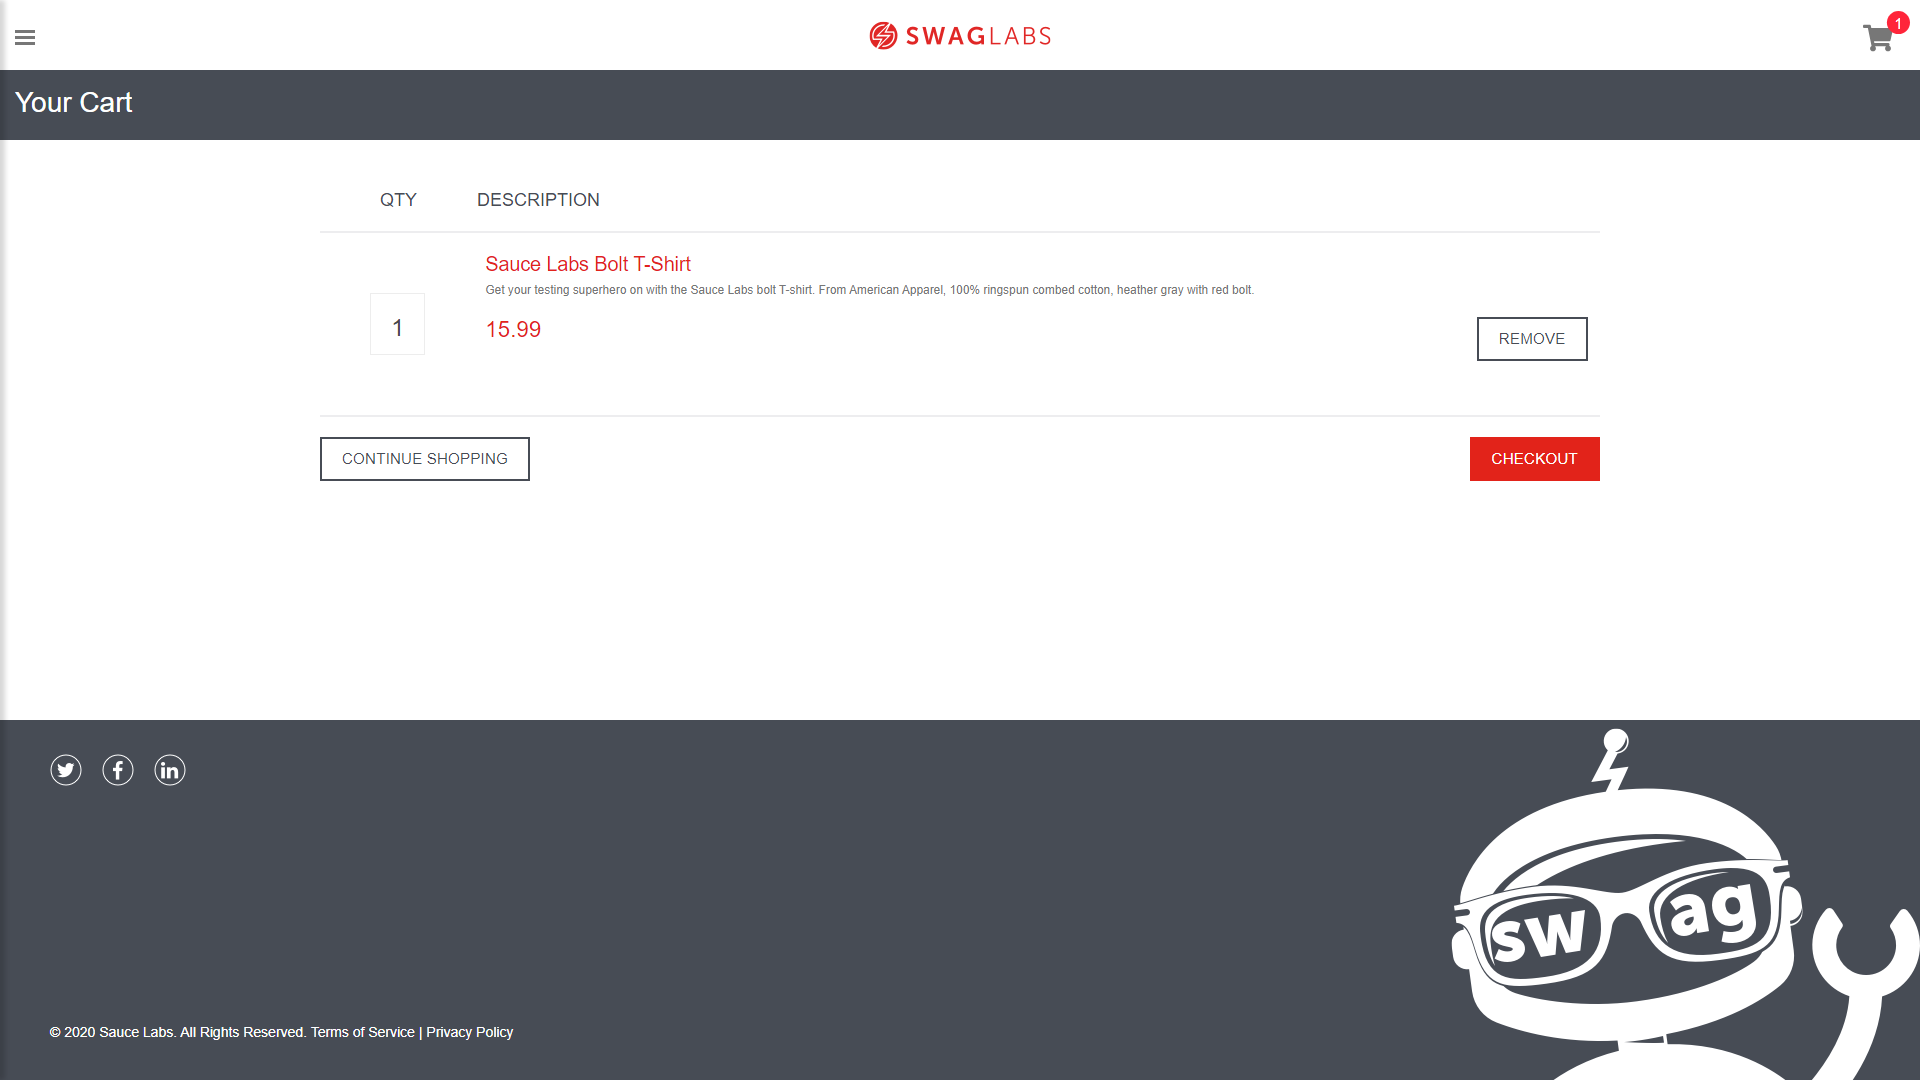 SWAGLABS
1
Your Cart
QTY DESCRIPTION
Sauce Labs Bolt T-Shirt
Get your testing superhero on with the Sauce Labs bolt T-shirt. From American Apparel, 100% ringspun combed cotton, heather gray with red bolt.
1
15.99
REMOVE
CONTINUE SHOPPING
CHECKOUT
swag
© 2020 Sauce Labs. All Rights Reserved. Terms of Service | Privacy Policy